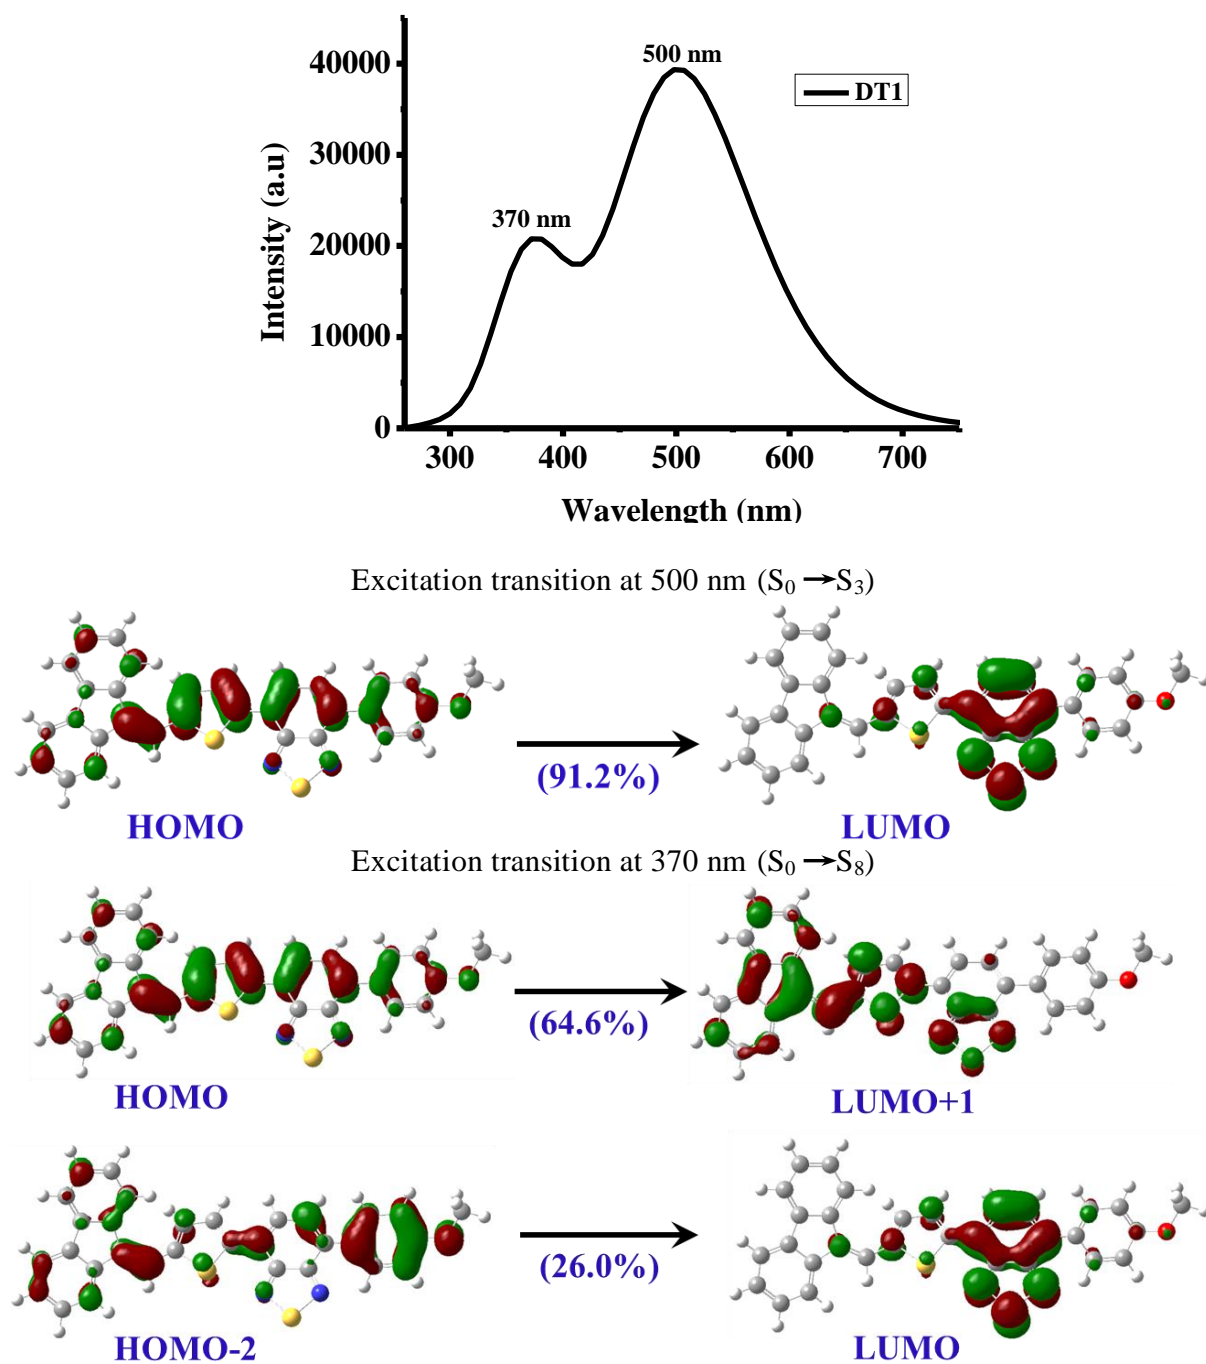 500 nm
40000
DT1
30000
370 nm
20000
Intensity (a.u)
10000
0
300 400 500 600 700
Wavelength (nm)
Excitation transition at 500 nm (S₀ →S₃)
(91.2%)
HOMO LUMO
Excitation transition at 370 nm (S₀ →S₈)
(64.6%)
HOMO LUMO+1
(26.0%)
HOMO-2 LUMO